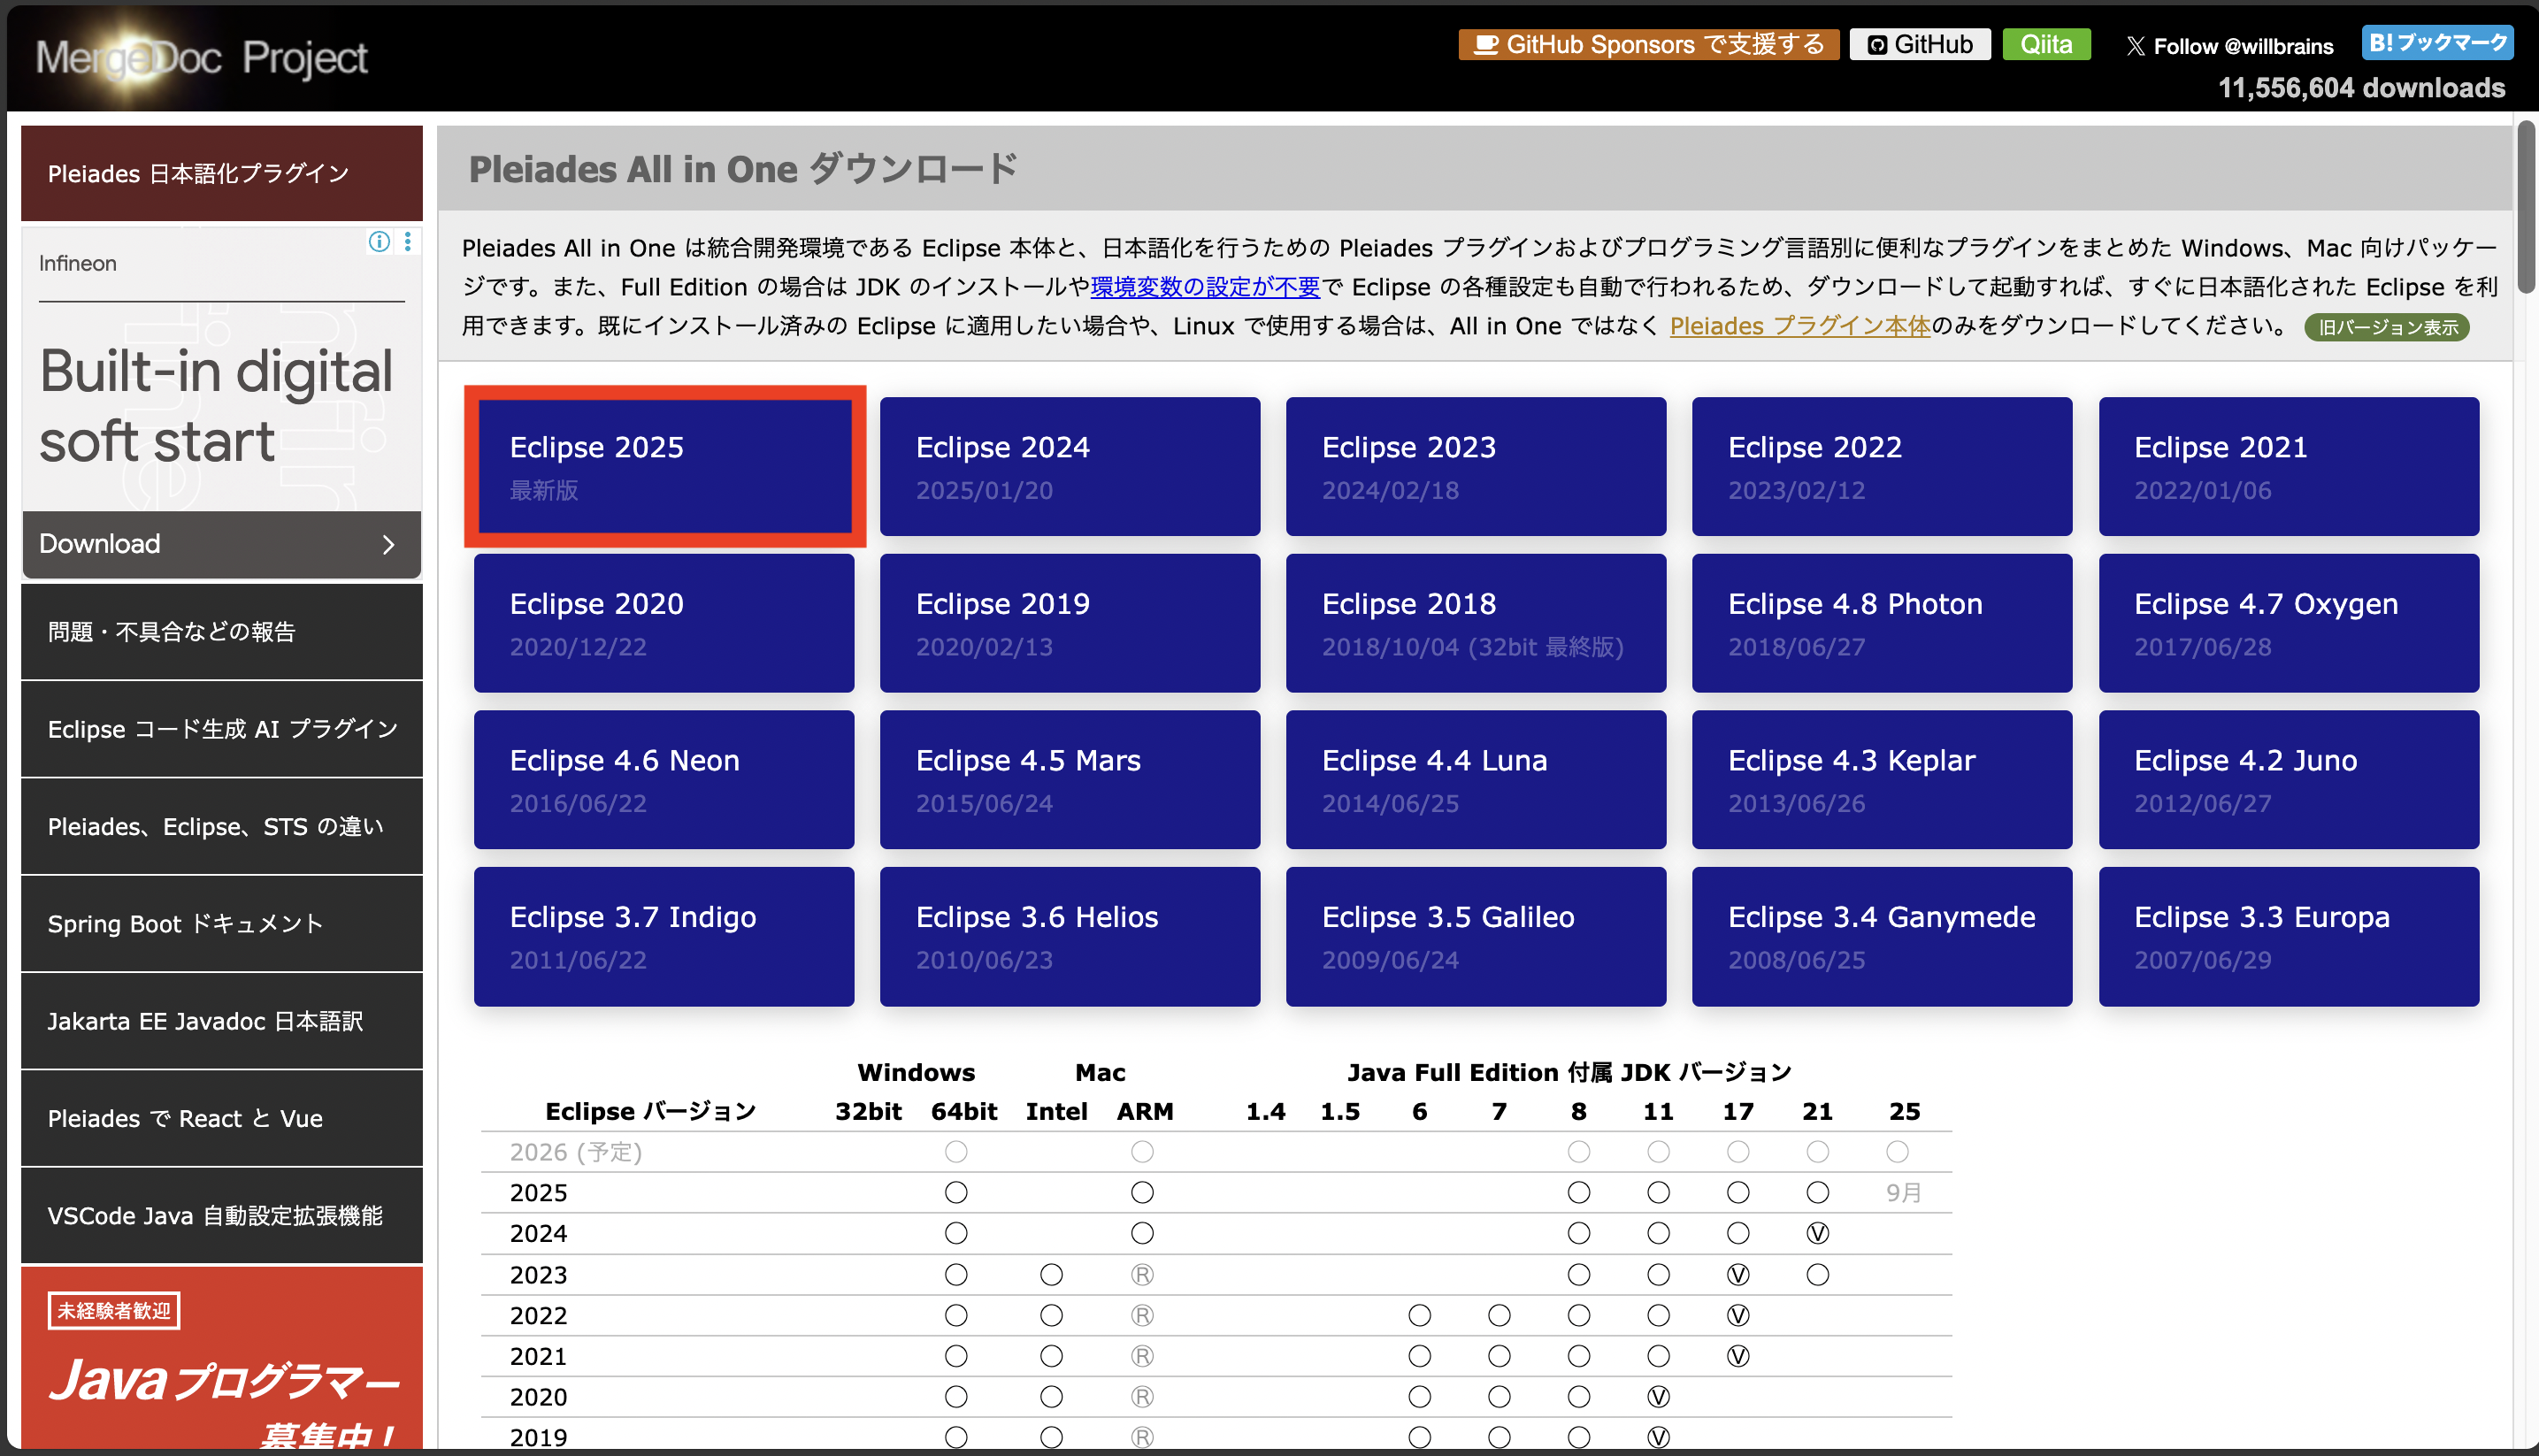 MergeDoc Project
GitHub Sponsors で支援する
GitHub
Qiita
Follow @willbrains
B! ブックマーク
11,556,604 downloads
Pleiades 日本語化プラグイン
Infineon
Built-in digital
soft start
Download
問題・不具合などの報告
Eclipse コード生成 AI プラグイン
Pleiades、Eclipse、STS の違い
Spring Boot ドキュメント
Jakarta EE Javadoc 日本語訳
Pleiades で React と Vue
VSCode Java 自動設定拡張機能
未経験者歓迎
Javaプログラマー
募集中！
Pleiades All in One ダウンロード
Pleiades All in One は統合開発環境である Eclipse 本体と、日本語化を行うための Pleiades プラグインおよびプログラミング言語別に便利なプラグインをまとめた Windows、Mac 向けパッケー
ジです。また、Full Edition の場合は JDK のインストールや環境変数の設定が不要で Eclipse の各種設定も自動で行われるため、ダウンロードして起動すれば、すぐに日本語化された Eclipse を利
用できます。既にインストール済みの Eclipse に適用したい場合や、Linux で使用する場合は、All in One ではなく Pleiades プラグイン本体のみをダウンロードしてください。 旧バージョン表示
Eclipse 2025
最新版
Eclipse 2024
2025/01/20
Eclipse 2023
2024/02/18
Eclipse 2022
2023/02/12
Eclipse 2021
2022/01/06
Eclipse 2020
2020/12/22
Eclipse 2019
2020/02/13
Eclipse 2018
2018/10/04 (32bit 最終版)
Eclipse 4.8 Photon
2018/06/27
Eclipse 4.7 Oxygen
2017/06/28
Eclipse 4.6 Neon
2016/06/22
Eclipse 4.5 Mars
2015/06/24
Eclipse 4.4 Luna
2014/06/25
Eclipse 4.3 Keplar
2013/06/26
Eclipse 4.2 Juno
2012/06/27
Eclipse 3.7 Indigo
2011/06/22
Eclipse 3.6 Helios
2010/06/23
Eclipse 3.5 Galileo
2009/06/24
Eclipse 3.4 Ganymede
2008/06/25
Eclipse 3.3 Europa
2007/06/29
Windows Mac Java Full Edition 付属 JDK バージョン
Eclipse バージョン 32bit 64bit Intel ARM 1.4 1.5 6 7 8 11 17 21 25
2026 (予定) ○ ○ ○ ○ ○ ○ ○
2025 ○ ○ ○ ○ ○ ○ 9月
2024 ○ ○ ○ ○ ○ Ⓥ
2023 ○ ○ Ⓡ ○ ○ Ⓥ ○
2022 ○ ○ Ⓡ ○ ○ ○ ○ Ⓥ
2021 ○ ○ Ⓡ ○ ○ ○ ○ Ⓥ
2020 ○ ○ Ⓡ ○ ○ ○ Ⓥ
2019 ○ ○ Ⓡ ○ ○ ○ Ⓥ